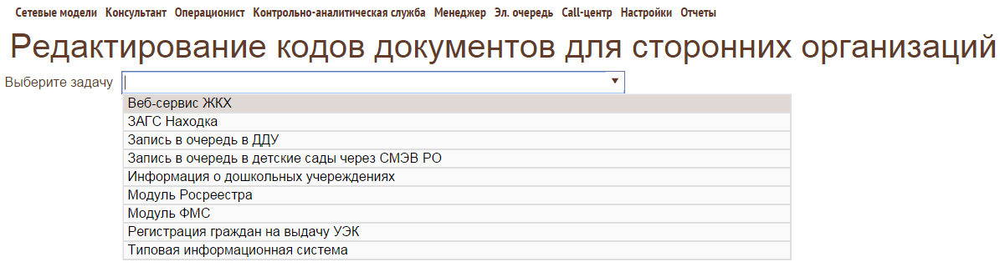 Сетевые модели Консультант Операционист Контрольно-аналитическая служба Менеджер Эл. очередь Call-центр Настройки Отчеты
Редактирование кодов документов для сторонних организаций
Выберите задачу
Веб-сервис ЖКХ
ЗАГС Находка
Запись в очередь в ДДУ
Запись в очередь в детские сады через СМЭВ РО
Информация о дошкольных учереждениях
Модуль Росреестра
Модуль ФМС
Регистрация граждан на выдачу УЭК
Типовая информационная система